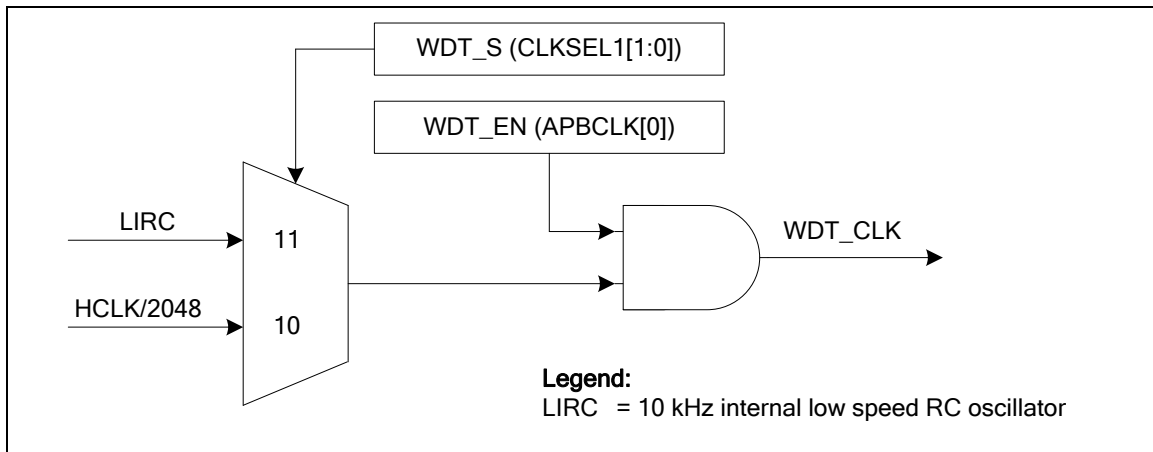 WDT_S (CLKSEL1[1:0])
WDT_EN (APBCLK[0])
LIRC
11
WDT_CLK
HCLK/2048
10
Legend:
LIRC = 10 kHz internal low speed RC oscillator